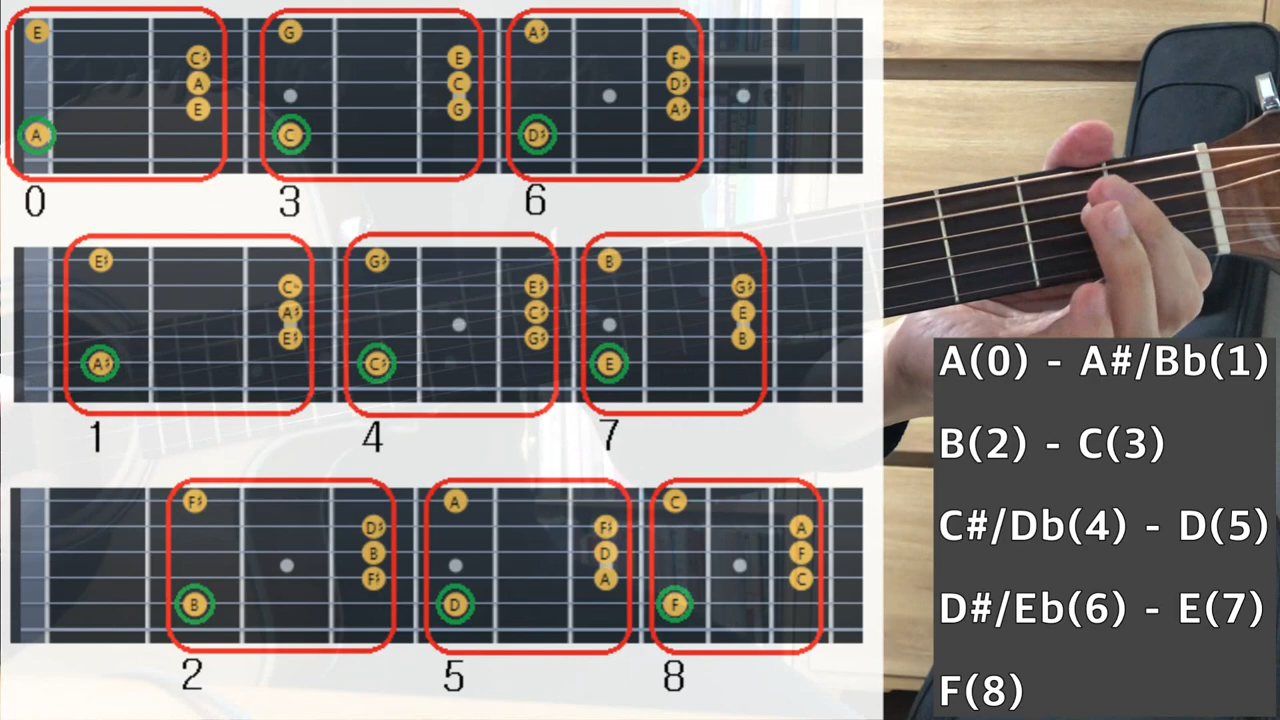 E G A♯
C♯ E
A C D♯
E G A♯
A C D♯
0 3 6
E♯ G♯ B
E♯ G♯
A♯ C♯ E
E♯ G♯ B
A♯ C♯ E
1 4 7
F♯ A C
D♯ F♯ A
B D F
F♯ A C
B D F
2 5 8
A(0) - A#/Bb(1)
B(2) - C(3)
C#/Db(4) - D(5)
D#/Eb(6) - E(7)
F(8)